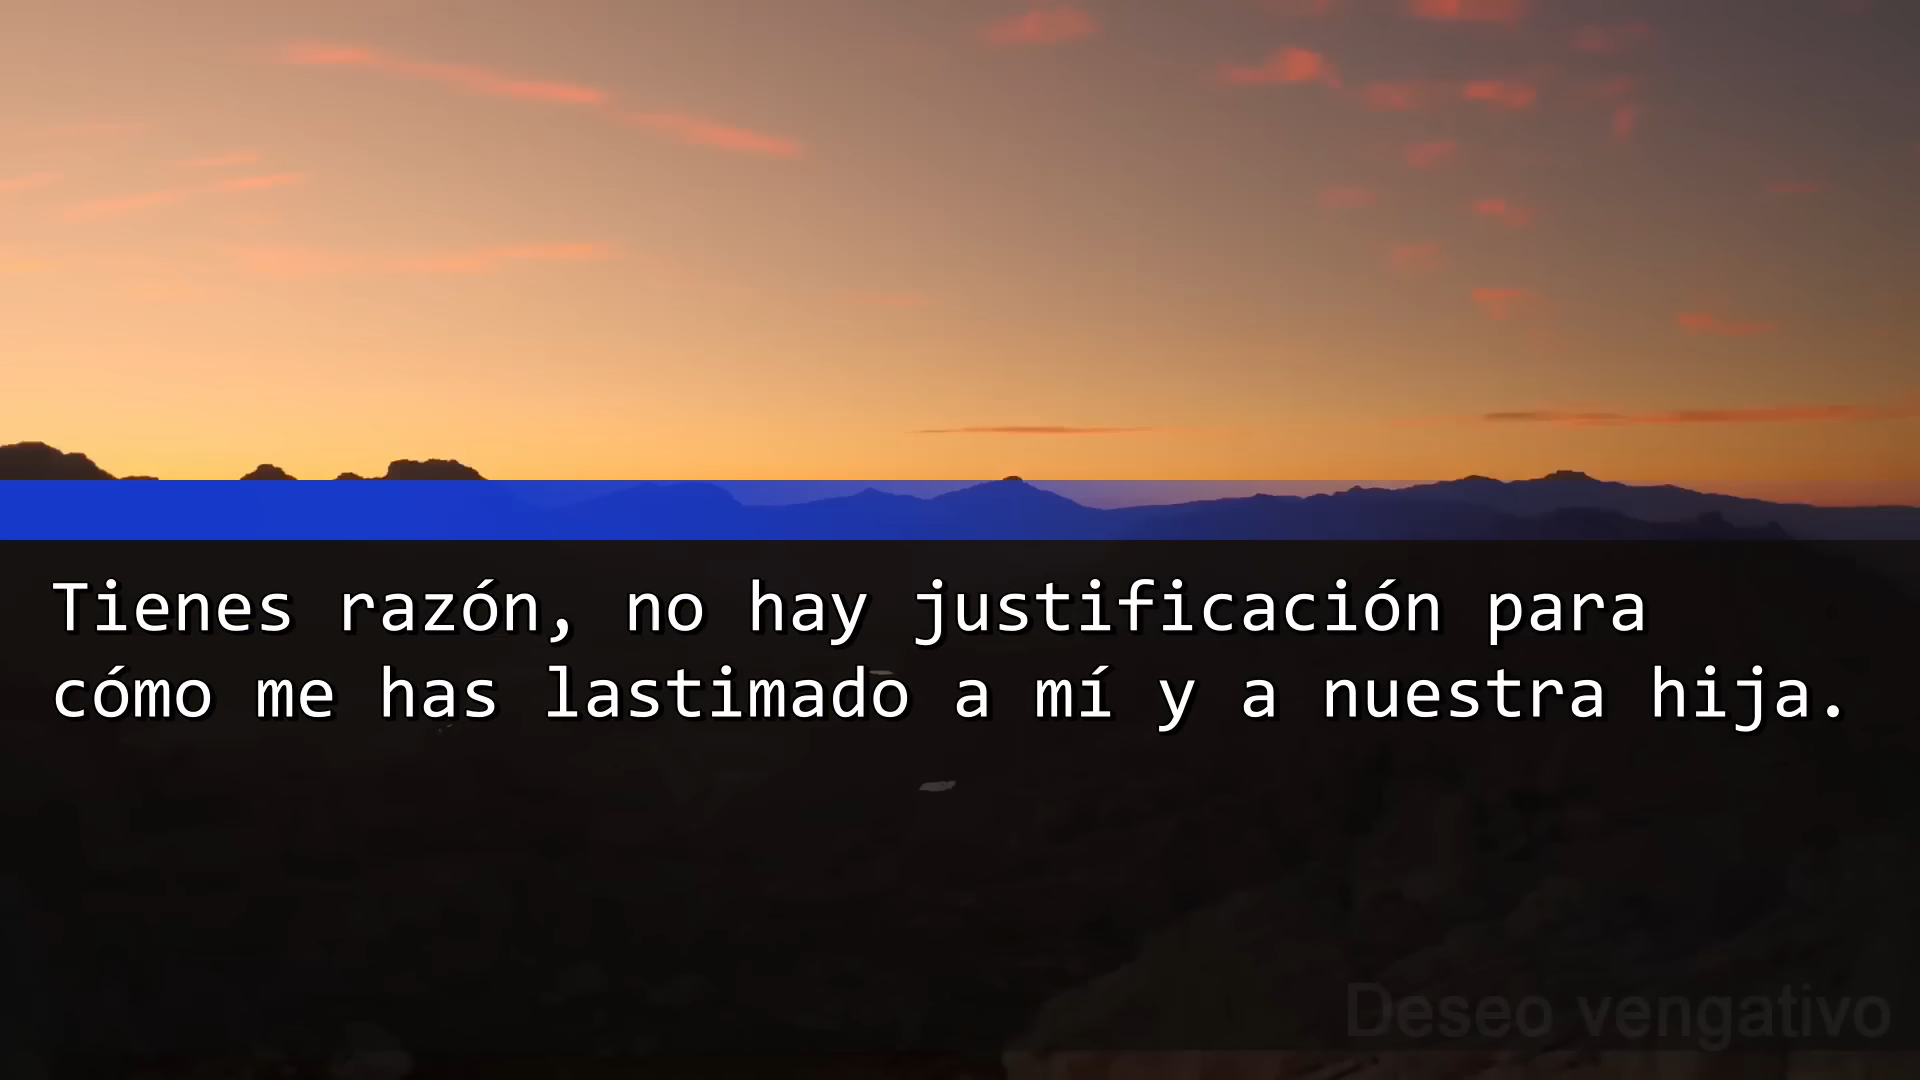 Tienes razón, no hay justificación para
cómo me has lastimado a mí y a nuestra hija.
Deseo vengativo